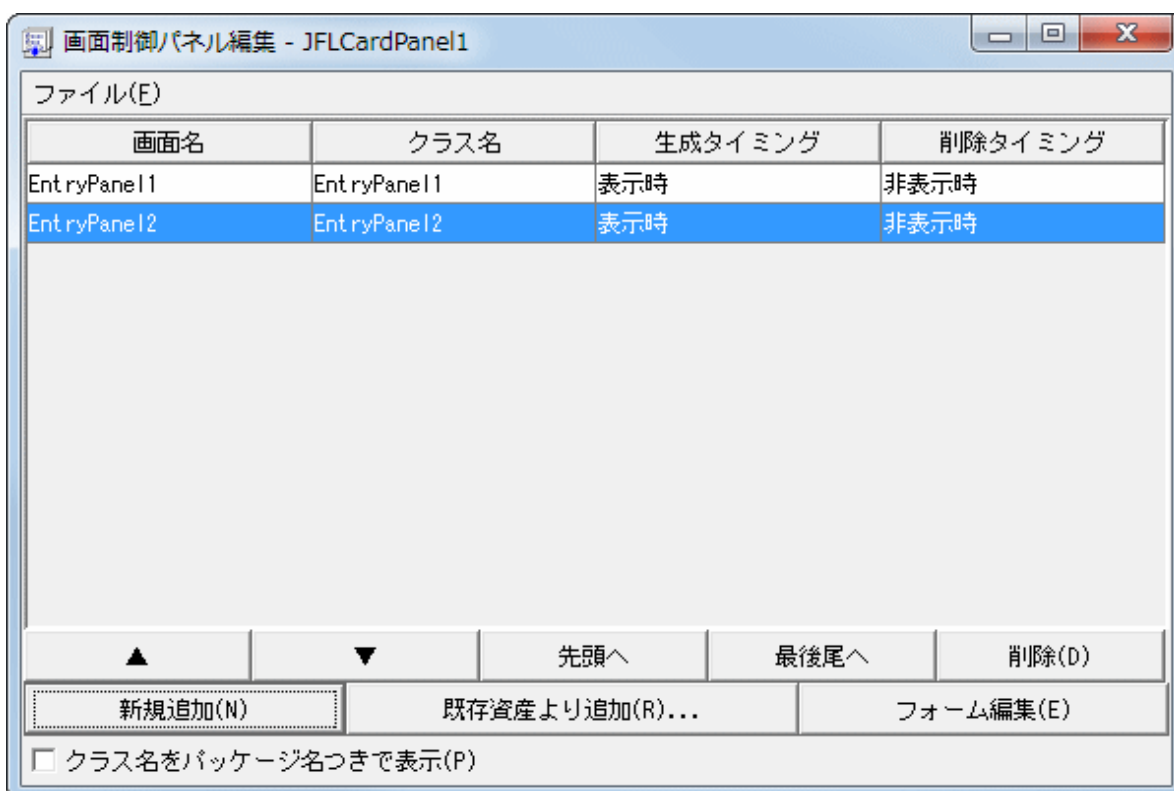 画面制御パネル編集 - JFLCardPanel1
ファイル(F)
画面名 クラス名 生成タイミング 削除タイミング
EntryPanel1 EntryPanel1 表示時 非表示時
EntryPanel2 EntryPanel2 表示時 非表示時
▲ ▼ 先頭へ 最後尾へ 削除(D)
新規追加(N) 既存資産より追加(R)... フォーム編集(E)
クラス名をパッケージ名つきで表示(P)